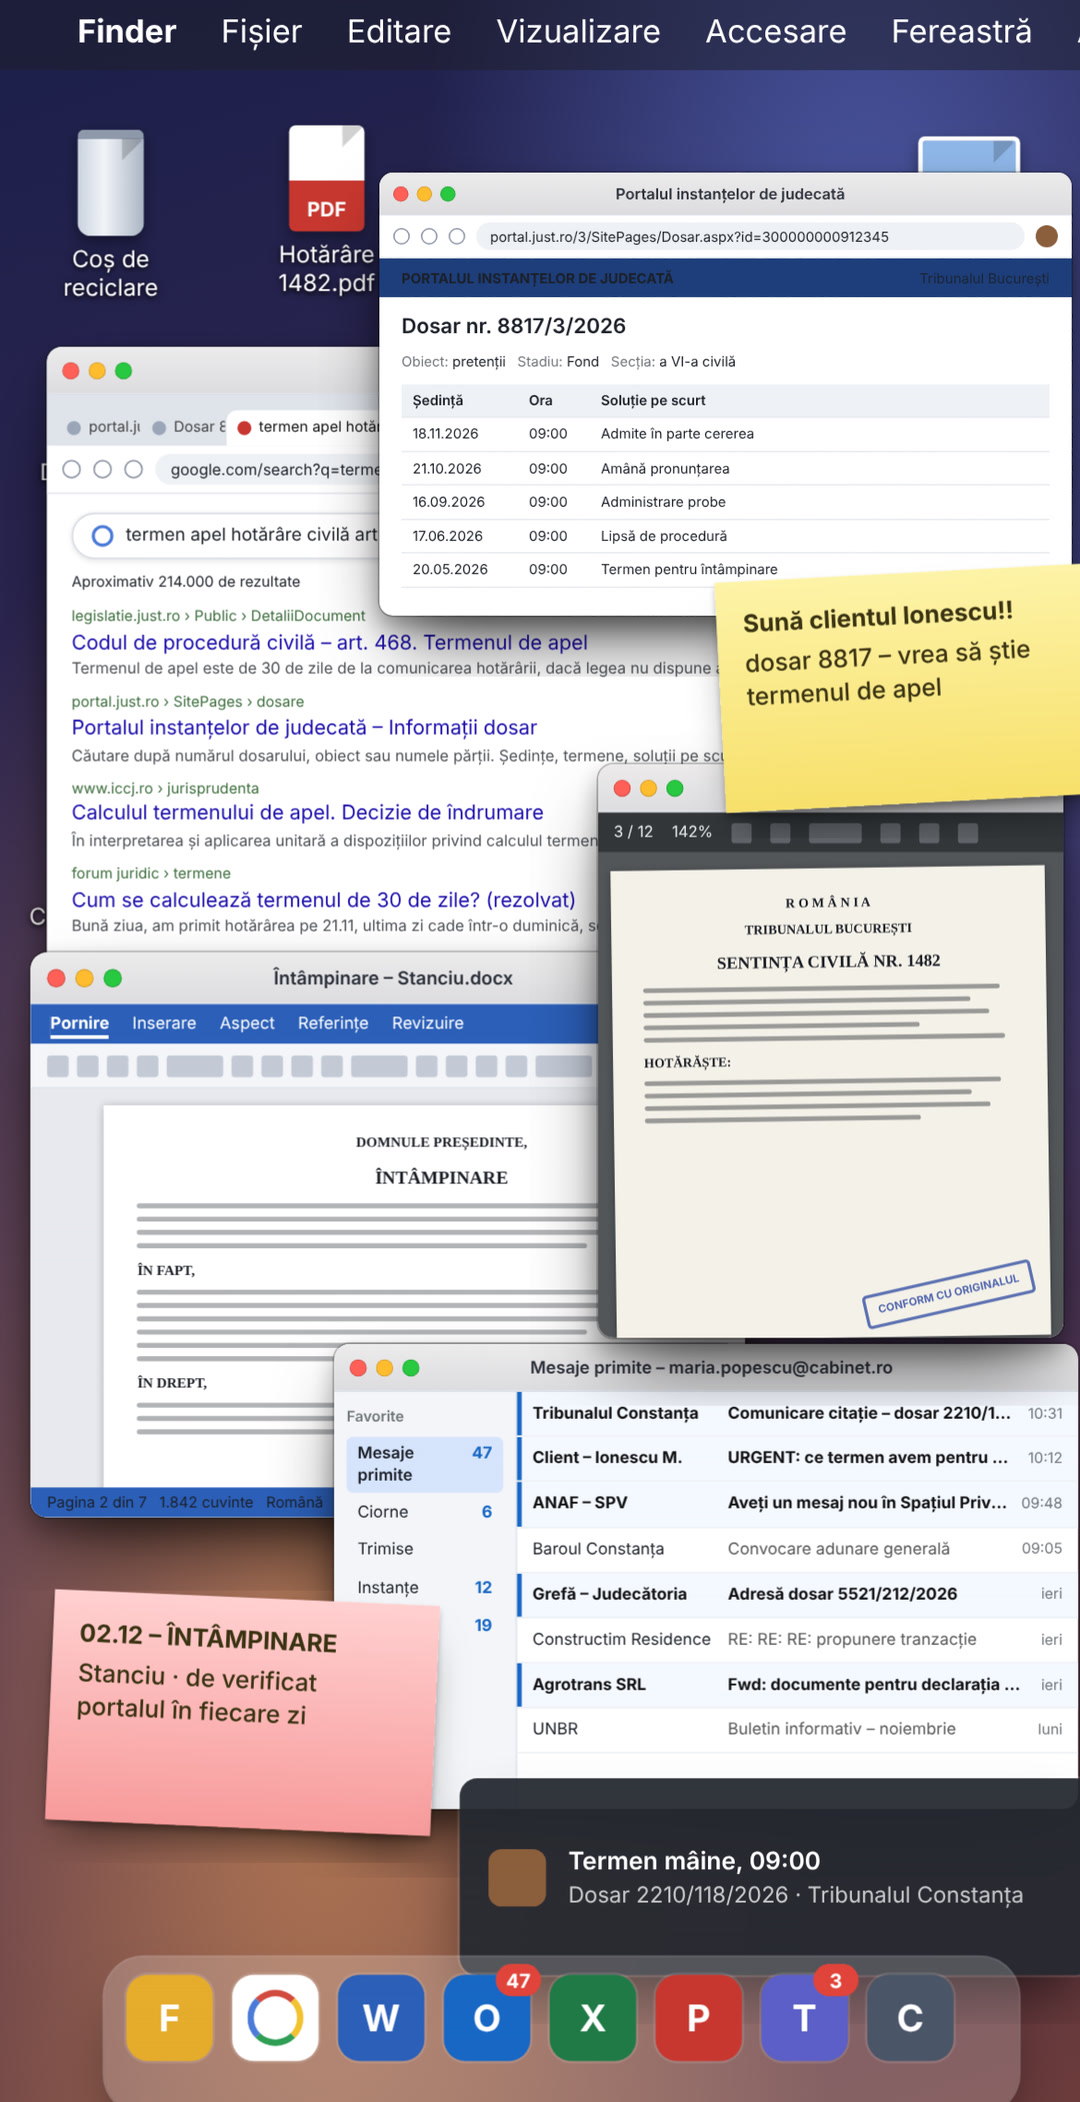 Finder Fișier Editare Vizualizare Accesare Fereastră
Coș de
reciclare
PDF
Hotărâre
1482.pdf
Portalul instanțelor de judecată
portal.just.ro/3/SitePages/Dosar.aspx?id=300000000912345
PORTALUL INSTANȚELOR DE JUDECATĂ Tribunalul București
Dosar nr. 8817/3/2026
Obiect: pretenții Stadiu: Fond Secția: a VI-a civilă
Ședință Ora Soluție pe scurt
18.11.2026 09:00 Admite în parte cererea
21.10.2026 09:00 Amână pronunțarea
16.09.2026 09:00 Administrare probe
17.06.2026 09:00 Lipsă de procedură
20.05.2026 09:00 Termen pentru întâmpinare
portal.ju Dosar 8 termen apel hotăr
google.com/search?q=terme
termen apel hotărâre civilă art
Aproximativ 214.000 de rezultate
legislatie.just.ro › Public › DetaliiDocument
Codul de procedură civilă – art. 468. Termenul de apel
Termenul de apel este de 30 de zile de la comunicarea hotărârii, dacă legea nu dispune a
portal.just.ro › SitePages › dosare
Portalul instanțelor de judecată – Informații dosar
Căutare după numărul dosarului, obiect sau numele părții. Ședințe, termene, soluții pe scu
www.iccj.ro › jurisprudenta
Calculul termenului de apel. Decizie de îndrumare
În interpretarea și aplicarea unitară a dispozițiilor privind calculul termen
forum juridic › termene
Cum se calculează termenul de 30 de zile? (rezolvat)
Bună ziua, am primit hotărârea pe 21.11, ultima zi cade într-o duminică, s
Sună clientul Ionescu!!
dosar 8817 – vrea să știe
termenul de apel
3 / 12 142%
ROMÂNIA
TRIBUNALUL BUCUREȘTI
SENTINȚA CIVILĂ NR. 1482
HOTĂRĂȘTE:
CONFORM CU ORIGINALUL
Întâmpinare – Stanciu.docx
Pornire Inserare Aspect Referințe Revizuire
DOMNULE PREȘEDINTE,
ÎNTÂMPINARE
ÎN FAPT,
ÎN DREPT,
Pagina 2 din 7 1.842 cuvinte Română
Mesaje primite – maria.popescu@cabinet.ro
Favorite
Mesaje primite 47
Ciorne 6
Trimise
Instanțe 12
19
Tribunalul Constanța Comunicare citație – dosar 2210/1... 10:31
Client – Ionescu M. URGENT: ce termen avem pentru ... 10:12
ANAF – SPV Aveți un mesaj nou în Spațiul Priv... 09:48
Baroul Constanța Convocare adunare generală 09:05
Grefă – Judecătoria Adresă dosar 5521/212/2026 ieri
Constructim Residence RE: RE: RE: propunere tranzacție ieri
Agrotrans SRL Fwd: documente pentru declarația ... ieri
UNBR Buletin informativ – noiembrie luni
02.12 – ÎNTÂMPINARE
Stanciu · de verificat
portalul în fiecare zi
Termen mâine, 09:00
Dosar 2210/118/2026 · Tribunalul Constanța
F W O 47 X P T 3 C